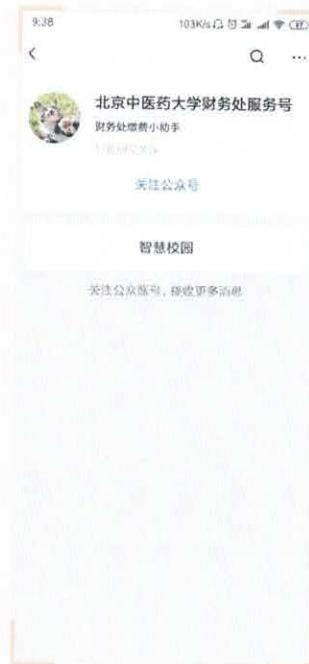 9:38 103K/s
北京中医药大学财务处服务号
财务处缴费小助手
关注公众号
智慧校园
关注公众账号，接收更多消息